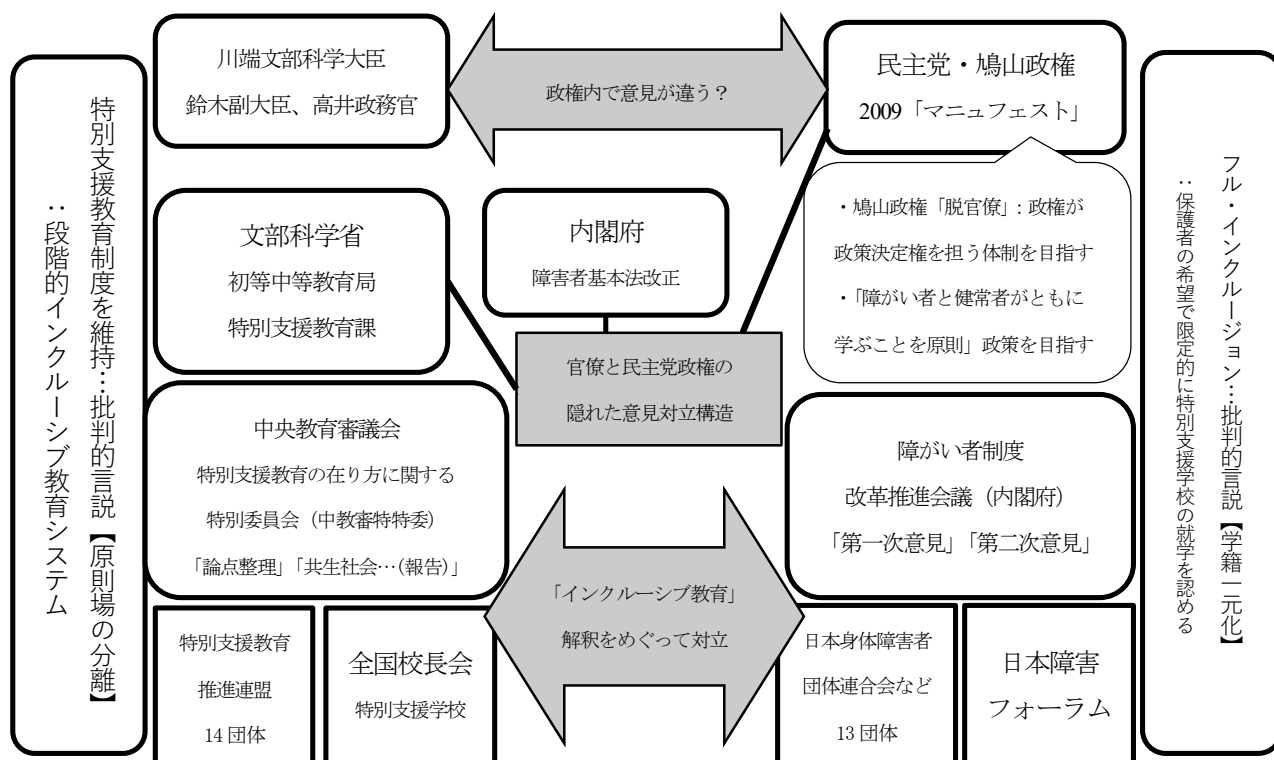 特別支援教育制度を維持…批判的言説【原則場の分離】
:段階的インクルーシブ教育システム
川端文部科学大臣
鈴木副大臣、高井政務官
政権内で意見が違う？
民主党・鳩山政権
2009「マニュフェスト」
・鳩山政権「脱官僚」: 政権が
政策決定権を担う体制を目指す
・「障がい者と健常者がともに
学ぶことを原則」政策を目指す
文部科学省
初等中等教育局
特別支援教育課
内閣府
障害者基本法改正
官僚と民主党政権の
隠れた意見対立構造
中央教育審議会
特別支援教育の在り方に関する
特別委員会（中教審特特委）
「論点整理」「共生社会…(報告)」
障がい者制度
改革推進会議（内閣府）
「第一次意見」「第二次意見」
「インクルーシブ教育」
解釈をめぐって対立
特別支援教育
推進連盟
14 団体
全国校長会
特別支援学校
日本身体障害者
団体連合会など
13 団体
日本障害
フォーラム
フル・インクルージョン…批判的言説【学籍一元化】
:保護者の希望で限定的に特別支援学校の就学を認める